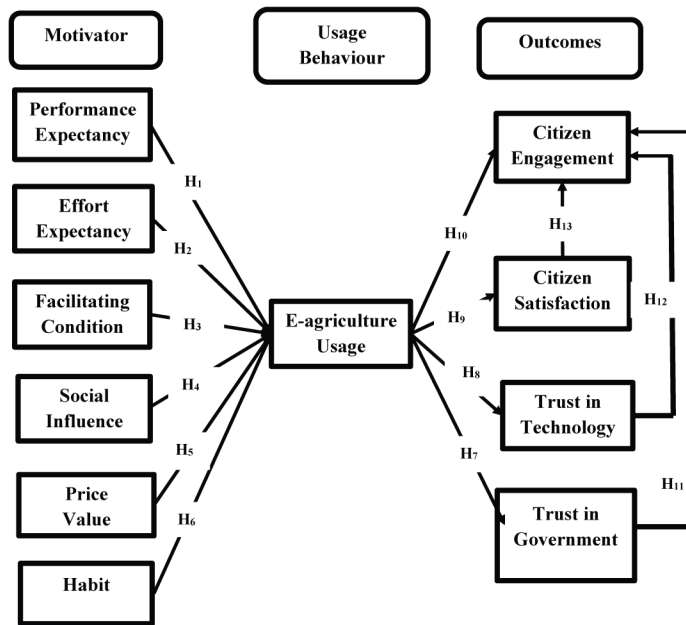 Motivator
Usage
Behaviour
Outcomes
Performance
Expectancy
Effort
Expectancy
Facilitating
Condition
Social
Influence
Price
Value
Habit
H1
H2
H3
H4
H5
H6
E-agriculture
Usage
H10
H9
H8
H7
Citizen
Engagement
H13
Citizen
Satisfaction
H12
Trust in
Technology
H11
Trust in
Government